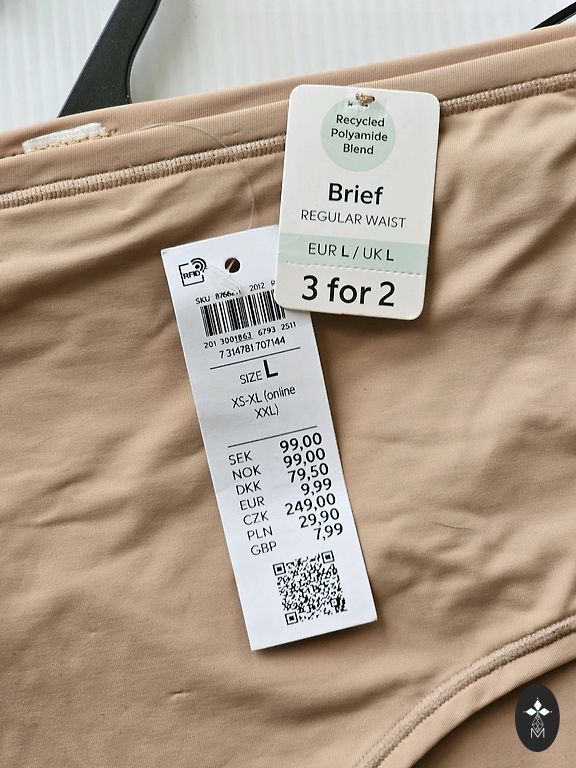 Recycled
Polyamide
Blend
Brief
REGULAR WAIST
EUR L / UK L
3 for 2
RFID
SKU 2012
201 3001863 6793 2511
7 314781 707144
SIZE L
XS-XL (online
XXL)
SEK 99,00
NOK 99,00
DKK 79,50
EUR 9,99
CZK 249,00
PLN 29,90
GBP 7,99
M